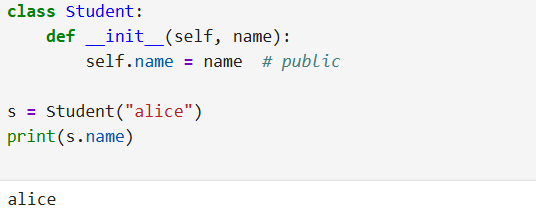 class Student:
    def __init__(self, name):
        self.name = name  # public
s = Student("alice")
print(s.name)
alice